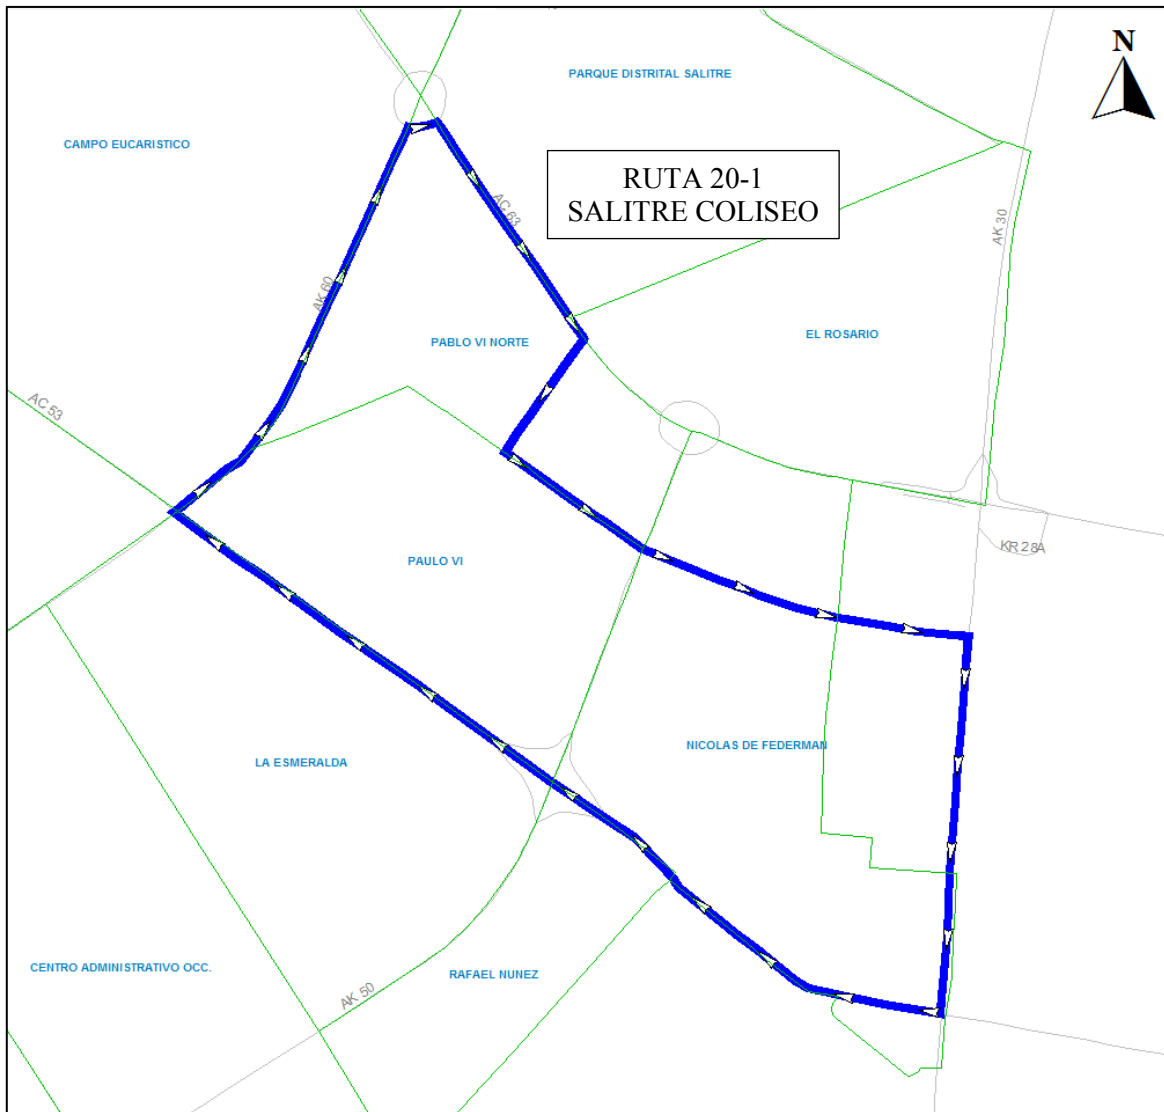 N
PARQUE DISTRITAL SALITRE
CAMPO EUCARISTICO
RUTA 20-1
SALITRE COLISEO
AC 63
AK 30
AK 60
EL ROSARIO
PABLO VI NORTE
AC 53
KR 28A
PAULO VI
NICOLAS DE FEDERMAN
LA ESMERALDA
CENTRO ADMINISTRATIVO OCC.
RAFAEL NUNEZ
AK 50